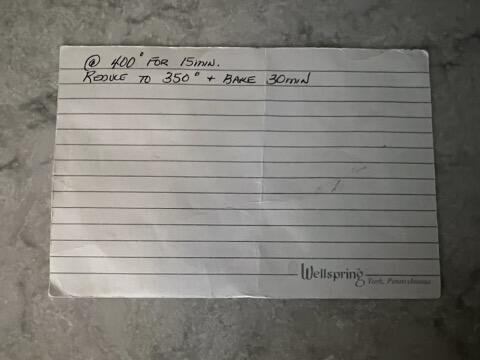 @ 400° FOR 15MIN.
REDUCE TO 350° + BAKE 30MIN
Wellspring
York, Pennsylvania